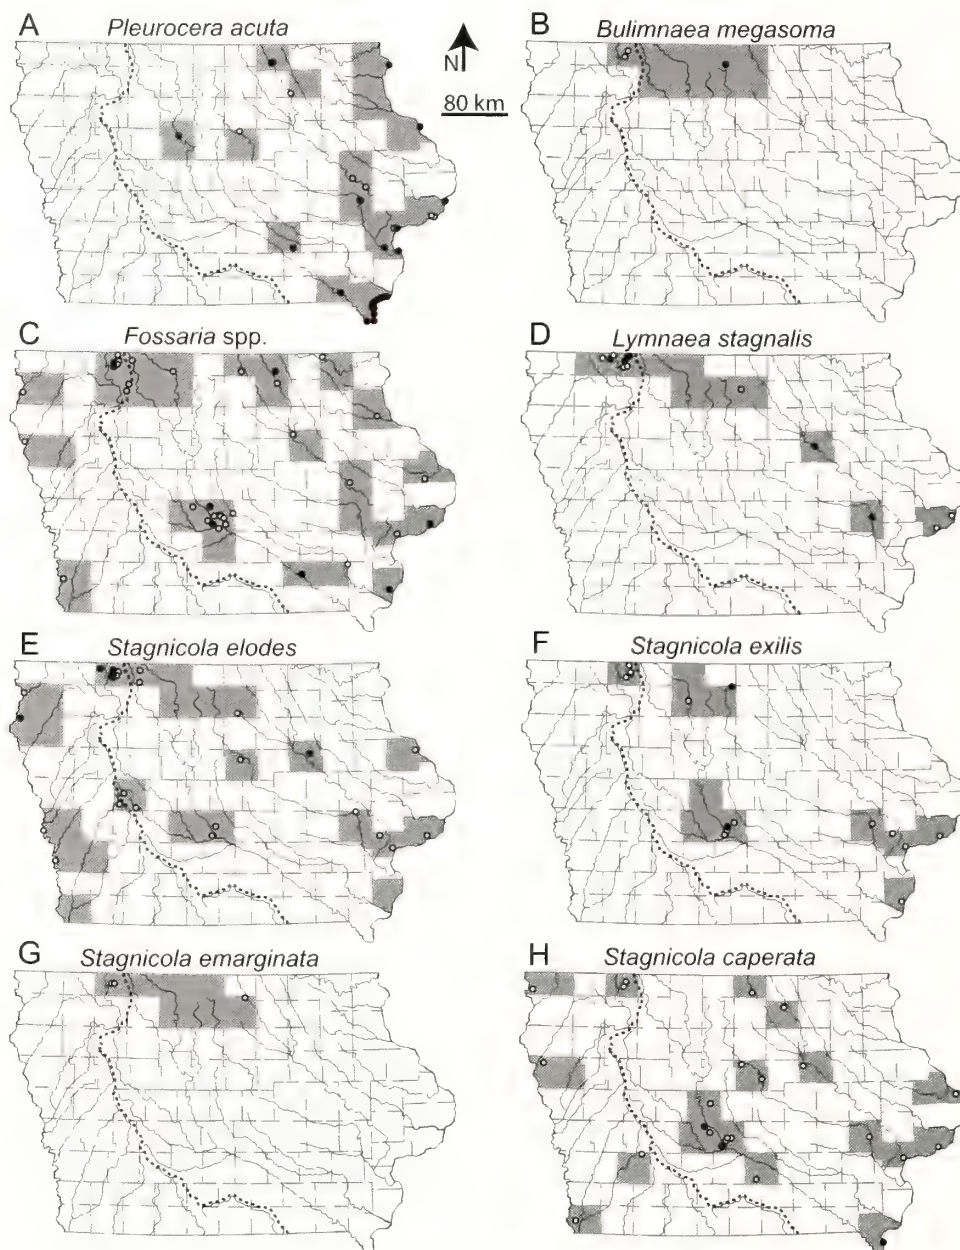 A Pleurocera acuta
N
80 km
B Bulimnaea megasoma
C Fossaria spp.
D Lymnaea stagnalis
E Stagnicola elodes
F Stagnicola exilis
G Stagnicola emarginata
H Stagnicola caperata